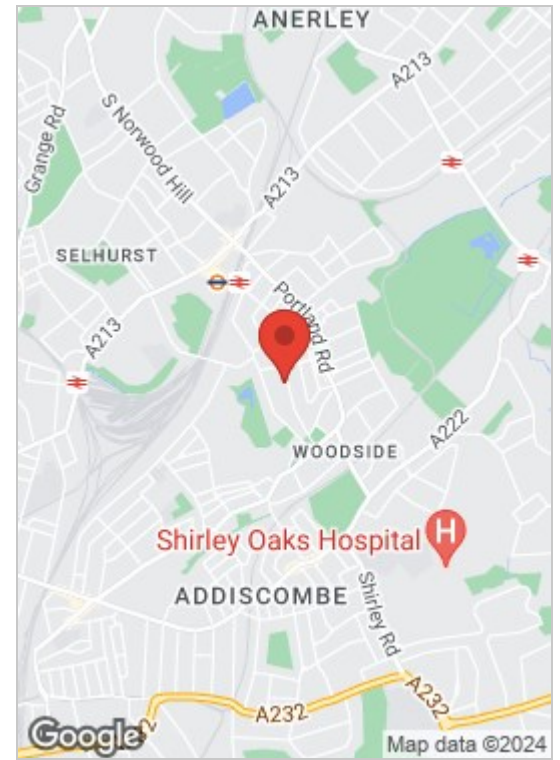 ANERLEY
A213
Grange Rd
S Norwood Hill
A213
SELHURST
Portland Rd
A213
A222
WOODSIDE
Shirley Oaks Hospital
H
ADDISCOMBE
Shirley Rd
A232
A232
Google
Map data ©2024